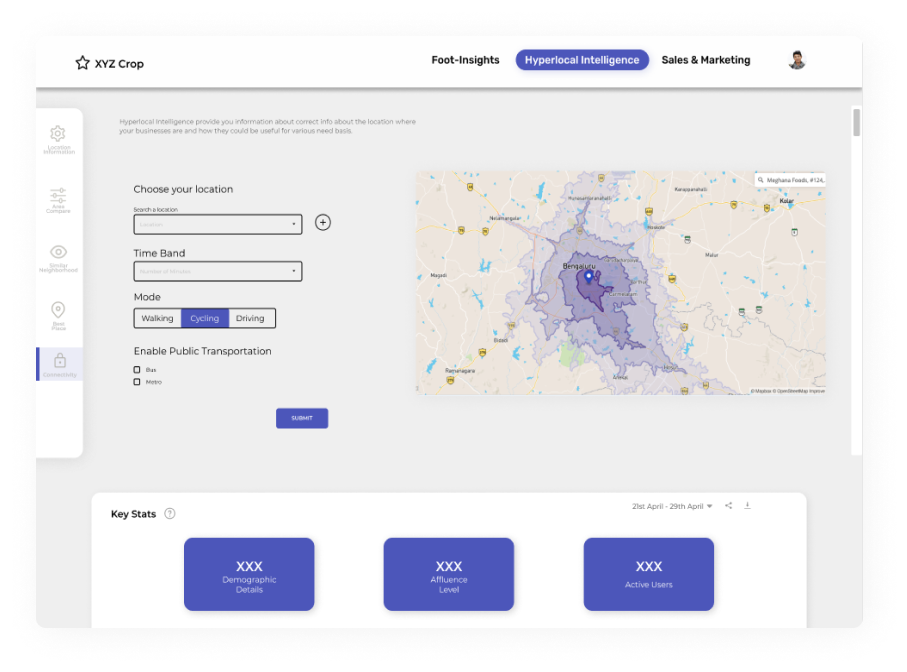 XYZ Crop
Foot-Insights
Hyperlocal Intelligence
Sales & Marketing
Hyperlocal Intelligence provide you information about correct info about the location where
your businesses are and how they could be useful for various need basis.
Location
Information
Area
Compare
Similar
Neighborhood
Best
Place
Connectivity
Choose your location
Search a location
Location
Time Band
Number of Minutes
Mode
Walking
Cycling
Driving
Enable Public Transportation
Bus
Metro
SUBMIT
Meghana Foods, #124,
Kolar
Nelamangala
Hoskote
Malur
Magadi
Bengaluru
Bidadi
Ramanagara
© Mapbox © OpenStreetMap Improve
Key Stats
?
21st April - 29th April
XXX
Demographic
Details
XXX
Affluence
Level
XXX
Active Users